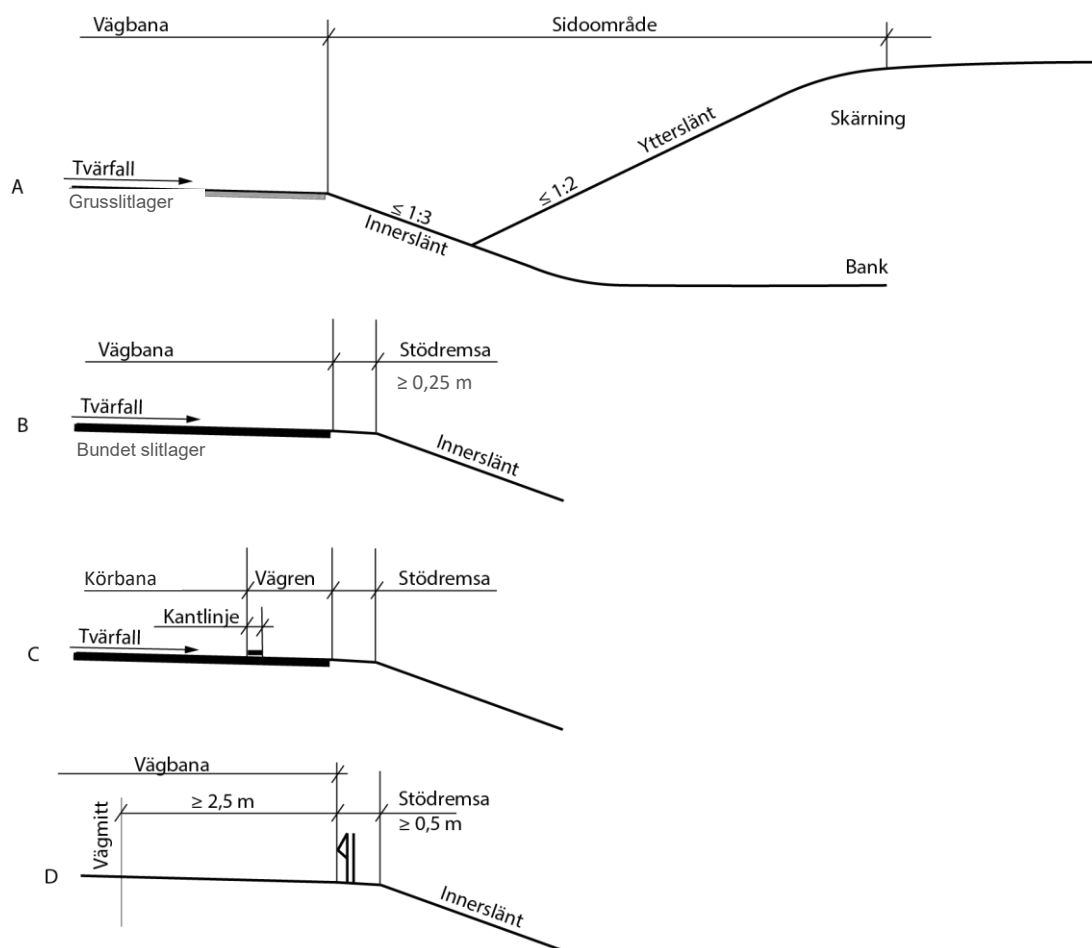 Vägbana
Sidoområde
Skärning
Ytterslänt
≤ 1:2
Tvärfall
A
Grusslitlager
≤ 1:3
Innerslänt
Bank
Vägbana
Stödremsa
≥ 0,25 m
Tvärfall
B
Bundet slitlager
Innerslänt
Körbana
Vägren
Stödremsa
Kantlinje
Tvärfall
C
Vägbana
Vägmitt
≥ 2,5 m
Stödremsa
≥ 0,5 m
D
Innerslänt